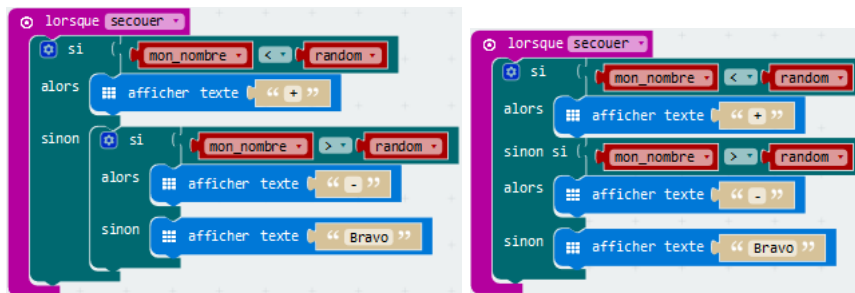 lorsque secouer
si mon_nombre < random
alors afficher texte “ + ”
sinon si mon_nombre > random
alors afficher texte “ - ”
sinon afficher texte “ Bravo ”
lorsque secouer
si mon_nombre < random
alors afficher texte “ + ”
sinon si mon_nombre > random
alors afficher texte “ - ”
sinon afficher texte “ Bravo ”